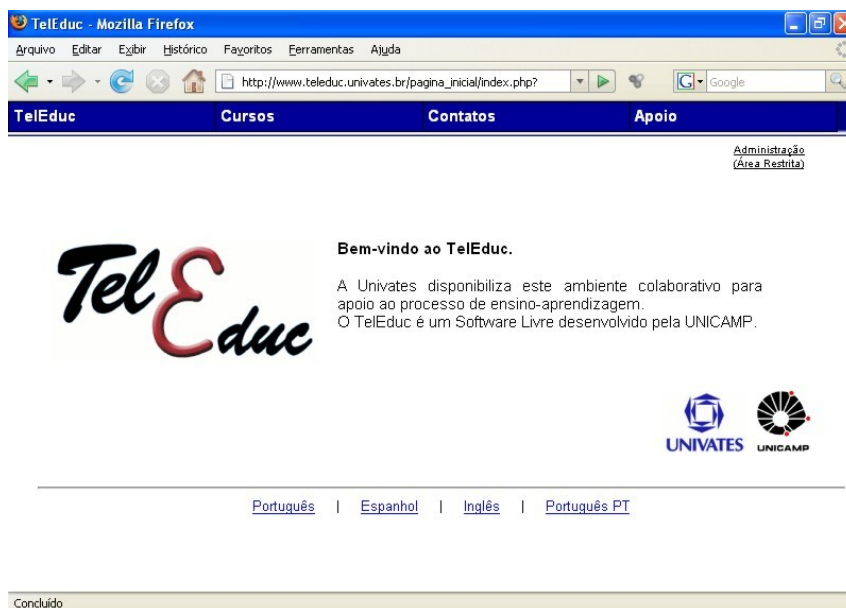 TelEduc - Mozilla Firefox
Arquivo Editar Exibir Histórico Favoritos Ferramentas Ajuda
http://www.teleduc.univates.br/pagina_inicial/index.php?
G Google
TelEduc Cursos Contatos Apoio
Administração
(Área Restrita)
Tel
Educ
Bem-vindo ao TelEduc.
A Univates disponibiliza este ambiente colaborativo para
apoio ao processo de ensino-aprendizagem.
O TelEduc é um Software Livre desenvolvido pela UNICAMP.
UNIVATES
UNICAMP
Português | Espanhol | Inglês | Português PT
Concluído